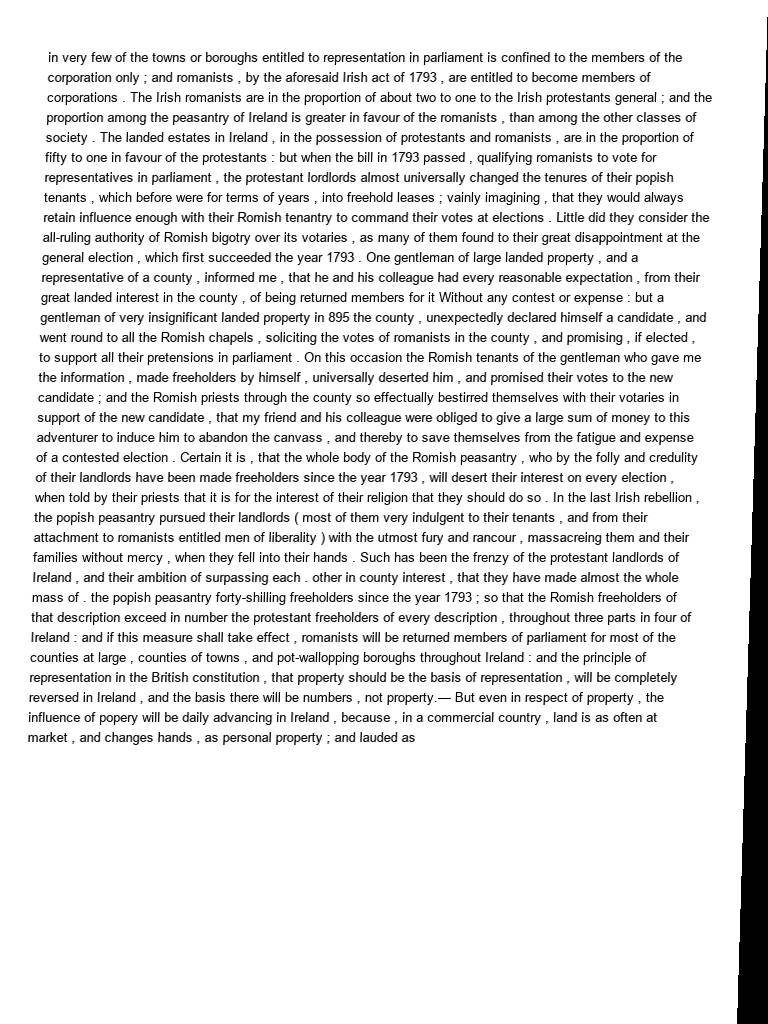 in very few of the towns or boroughs entitled to representation in parliament is confined to the members of the
corporation only ; and romanists , by the aforesaid Irish act of 1793 , are entitled to become members of
corporations . The Irish romanists are in the proportion of about two to one to the Irish protestants general ; and the
proportion among the peasantry of Ireland is greater in favour of the romanists , than among the other classes of
society . The landed estates in Ireland , in the possession of protestants and romanists , are in the proportion of
fifty to one in favour of the protestants : but when the bill in 1793 passed , qualifying romanists to vote for
representatives in parliament , the protestant lordlords almost universally changed the tenures of their popish
tenants , which before were for terms of years , into freehold leases ; vainly imagining , that they would always
retain influence enough with their Romish tenantry to command their votes at elections . Little did they consider the
all-ruling authority of Romish bigotry over its votaries , as many of them found to their great disappointment at the
general election , which first succeeded the year 1793 . One gentleman of large landed property , and a
representative of a county , informed me , that he and his colleague had every reasonable expectation , from their
great landed interest in the county , of being returned members for it Without any contest or expense : but a
gentleman of very insignificant landed property in 895 the county , unexpectedly declared himself a candidate , and
went round to all the Romish chapels , soliciting the votes of romanists in the county , and promising , if elected ,
to support all their pretensions in parliament . On this occasion the Romish tenants of the gentleman who gave me
the information , made freeholders by himself , universally deserted him , and promised their votes to the new
candidate ; and the Romish priests through the county so effectually bestirred themselves with their votaries in
support of the new candidate , that my friend and his colleague were obliged to give a large sum of money to this
adventurer to induce him to abandon the canvass , and thereby to save themselves from the fatigue and expense
of a contested election . Certain it is , that the whole body of the Romish peasantry , who by the folly and credulity
of their landlords have been made freeholders since the year 1793 , will desert their interest on every election ,
when told by their priests that it is for the interest of their religion that they should do so . In the last Irish rebellion ,
the popish peasantry pursued their landlords ( most of them very indulgent to their tenants , and from their
attachment to romanists entitled men of liberality ) with the utmost fury and rancour , massacreing them and their
families without mercy , when they fell into their hands . Such has been the frenzy of the protestant landlords of
Ireland , and their ambition of surpassing each . other in county interest , that they have made almost the whole
mass of . the popish peasantry forty-shilling freeholders since the year 1793 ; so that the Romish freeholders of
that description exceed in number the protestant freeholders of every description , throughout three parts in four of
Ireland : and if this measure shall take effect , romanists will be returned members of parliament for most of the
counties at large , counties of towns , and pot-wallopping boroughs throughout Ireland : and the principle of
representation in the British constitution , that property should be the basis of representation , will be completely
reversed in Ireland , and the basis there will be numbers , not property.— But even in respect of property , the
influence of popery will be daily advancing in Ireland , because , in a commercial country , land is as often at
market , and changes hands , as personal property ; and lauded as